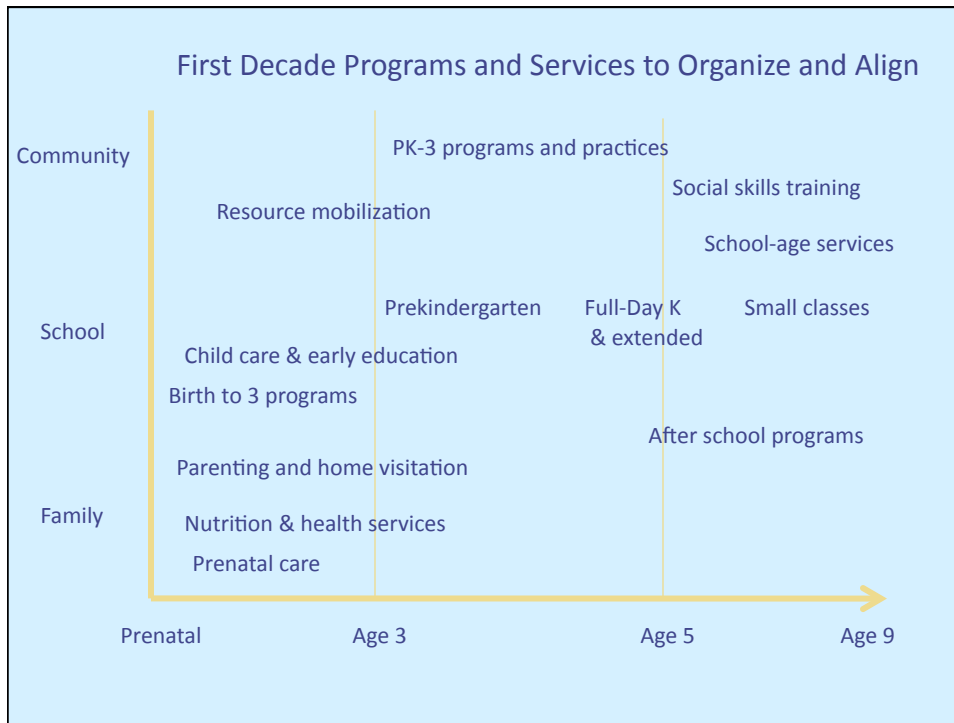 First Decade Programs and Services to Organize and Align
PK-3 programs and practices
Community
Social skills training
Resource mobilization
School-age services
Prekindergarten
Full-Day K
& extended
Small classes
School
Child care & early education
Birth to 3 programs
After school programs
Parenting and home visitation
Family
Nutrition & health services
Prenatal care
Prenatal
Age 3
Age 5
Age 9